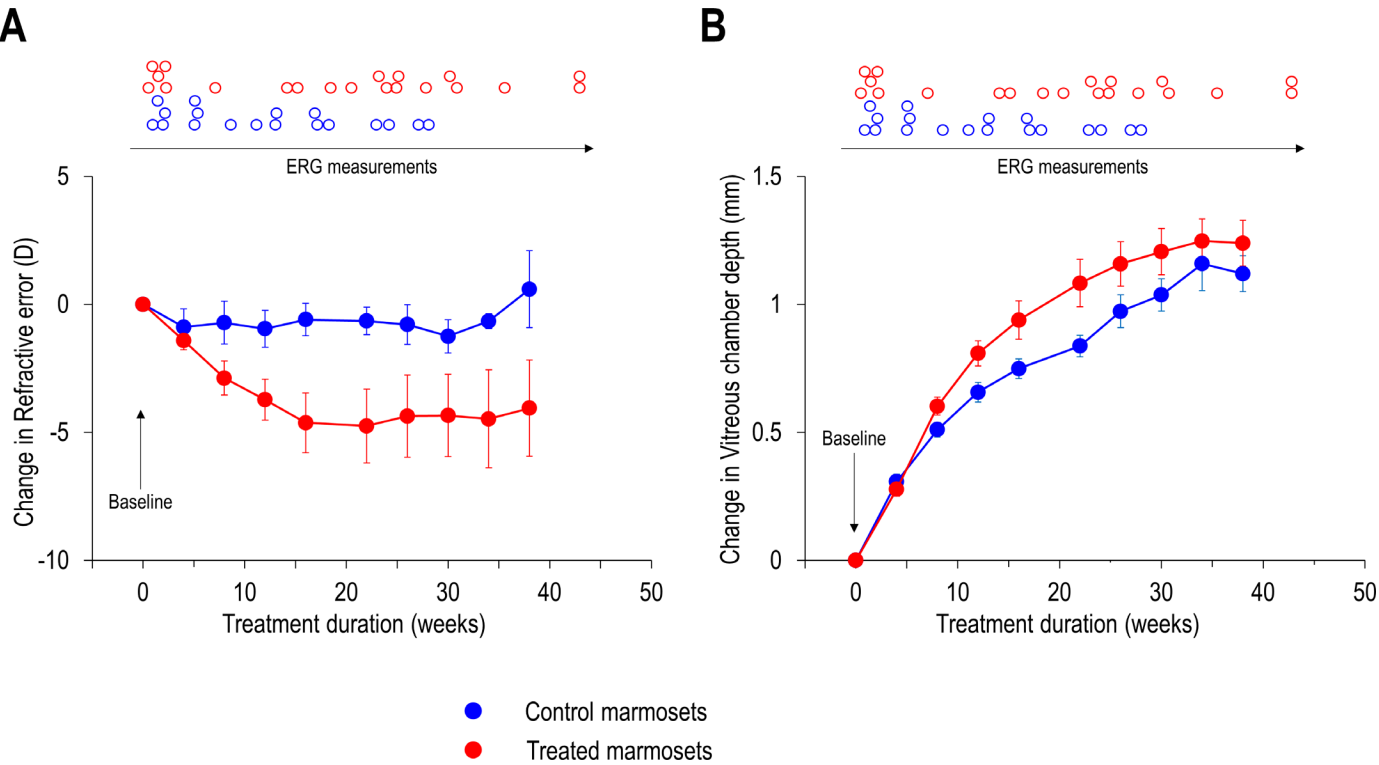 A
B
ERG measurements
ERG measurements
Change in Refractive error (D)
5
0
-5
-10
Baseline
0
10
20
30
40
50
Treatment duration (weeks)
Change in Vitreous chamber depth (mm)
1.5
1
0.5
0
Baseline
0
10
20
30
40
50
Treatment duration (weeks)
Control marmosets
Treated marmosets